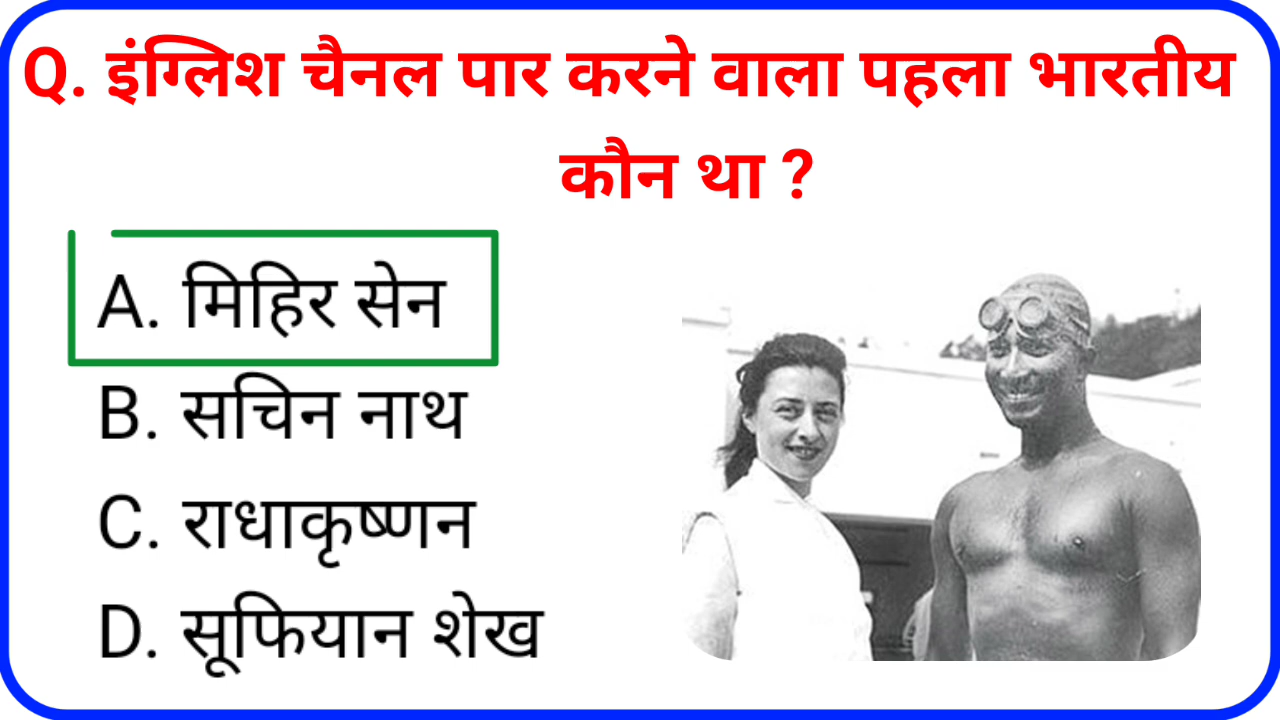 Q. इंग्लिश चैनल पार करने वाला पहला भारतीय
कौन था ?
A. मिहिर सेन
B. सचिन नाथ
C. राधाकृष्णन
D. सूफियान शेख